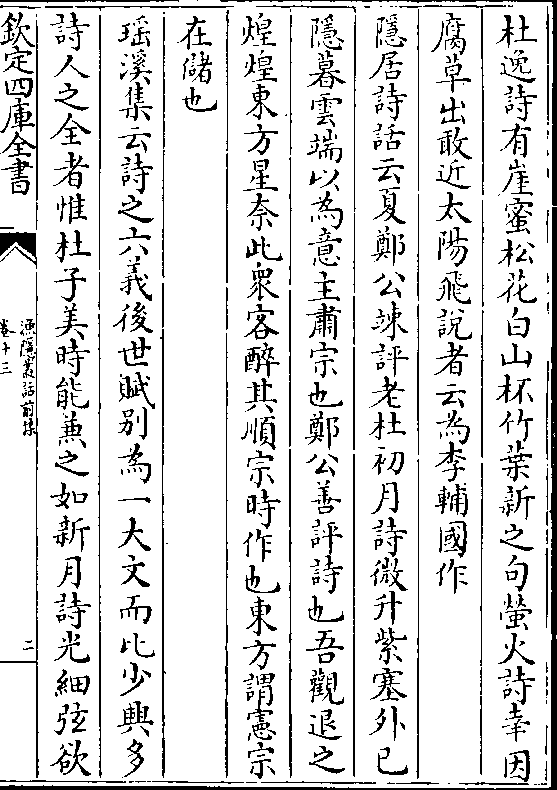 杜逸詩有崖蜜松花白山杯竹葉新之句螢火詩幸因
腐草出敢近太陽飛說者云為李輔國作
隱居詩話云夏鄭公竦評老杜初月詩微升紫塞外已
隱暮雲端以為意主肅宗也鄭公善評詩也吾觀退之
煌煌東方星奈此衆客醉其順宗時作也東方謂憲宗
在儲也
瑶溪集云詩之六義後世賦别為一大文而比少興多
詩人之全者惟杜子美時能兼之如新月詩光細弦欲
欽定四庫全書
漁隱叢話前集
卷十三
二